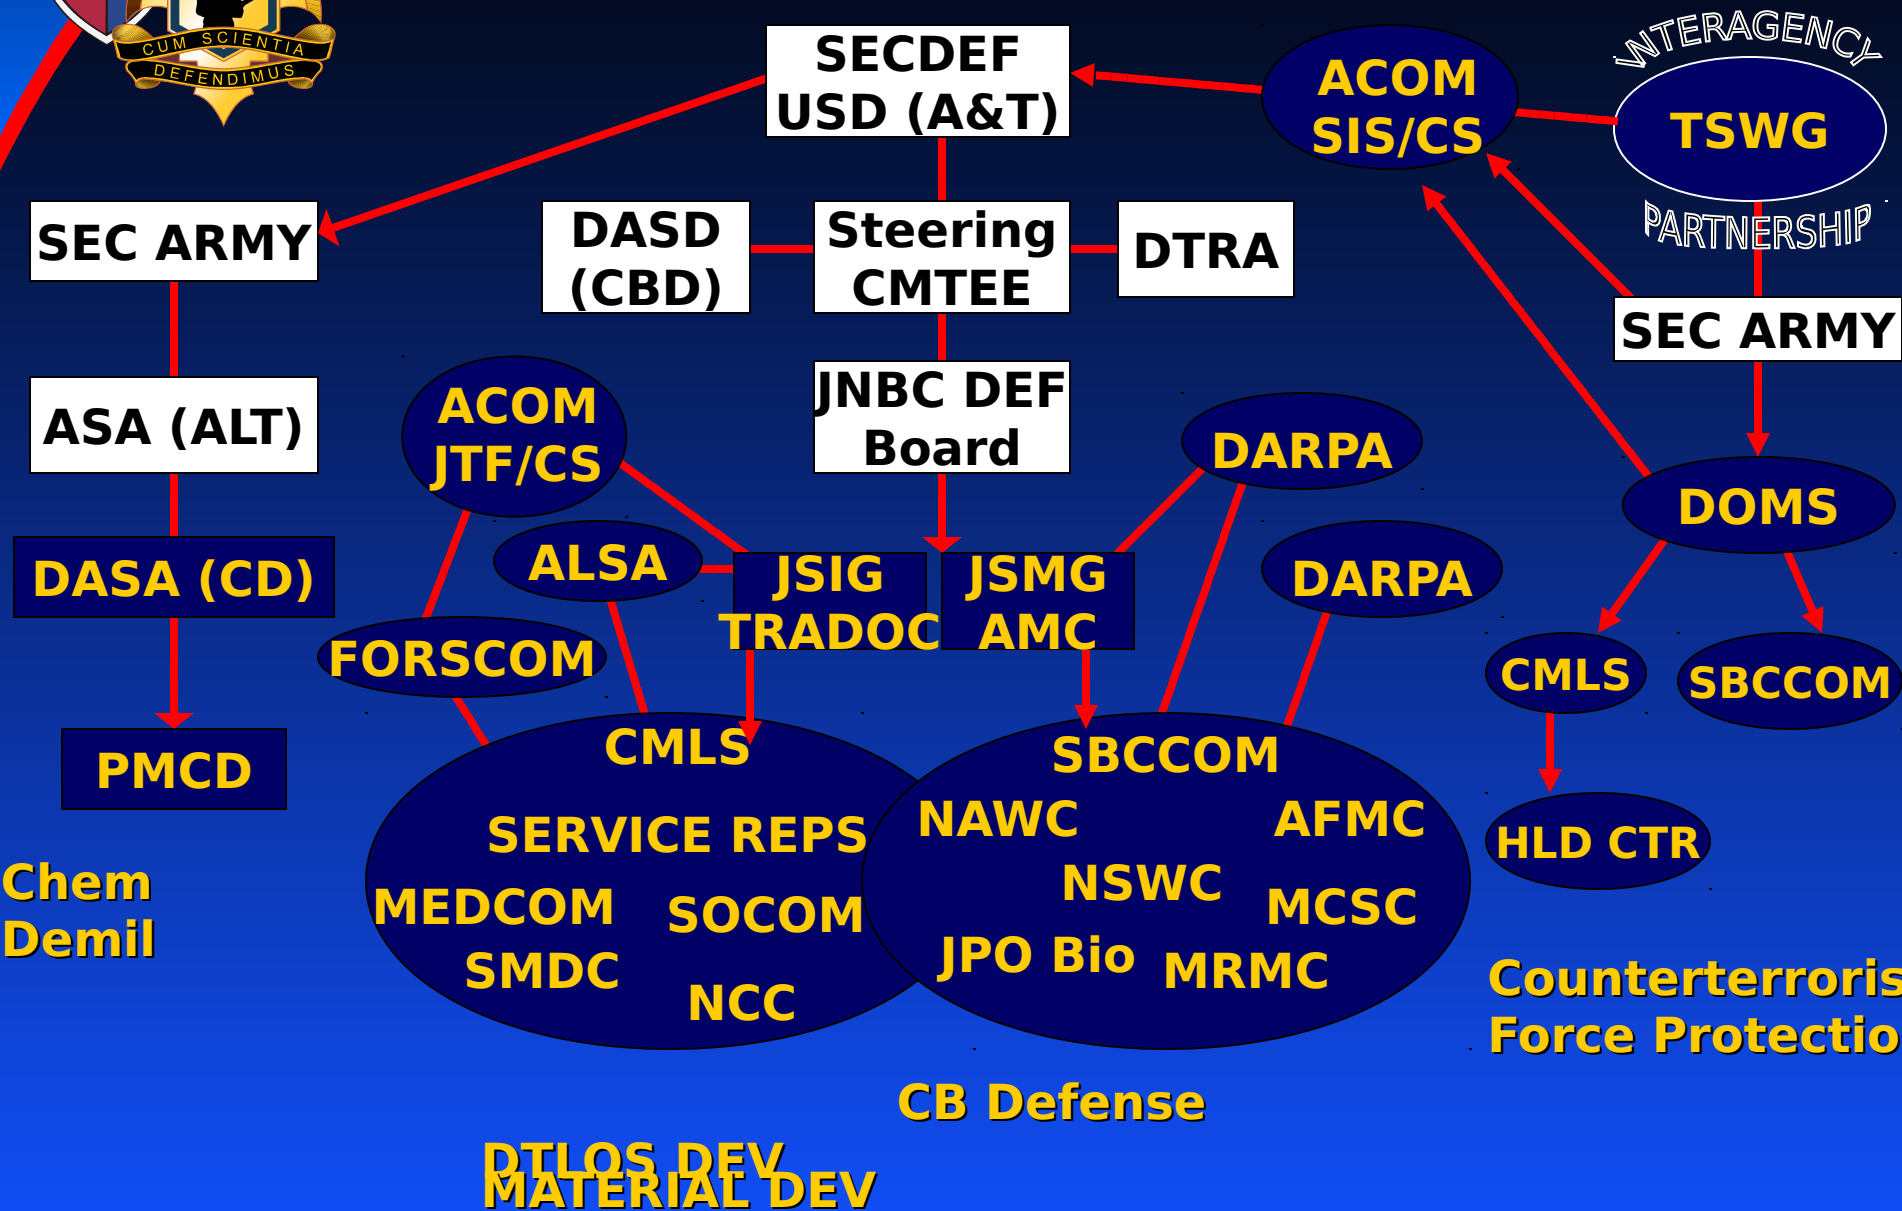 CUM SCIENTIA
DEFENDIMUS
SECDEF
USD (A&T)
ACOM
SIS/CS
INTERAGENCY
TSWG
PARTNERSHIP
SEC ARMY
DASD
(CBD)
Steering
CMTEE
DTRA
SEC ARMY
ASA (ALT)
ACOM
JTF/CS
JNBC DEF
Board
DARPA
DOMS
DASA (CD)
ALSA
JSIG
TRADOC
JSMG
AMC
DARPA
FORSCOM
CMLS
SBCCOM
PMCD
CMLS
SERVICE REPS
MEDCOM
SOCOM
SMDC
NCC
SBCCOM
NAWC
AFMC
NSWC
MCSC
JPO Bio
MRMC
HLD CTR
Chem
Demil
Counterterroris
Force Protectio
CB Defense
DTLOS DEV
MATERIAL DEV